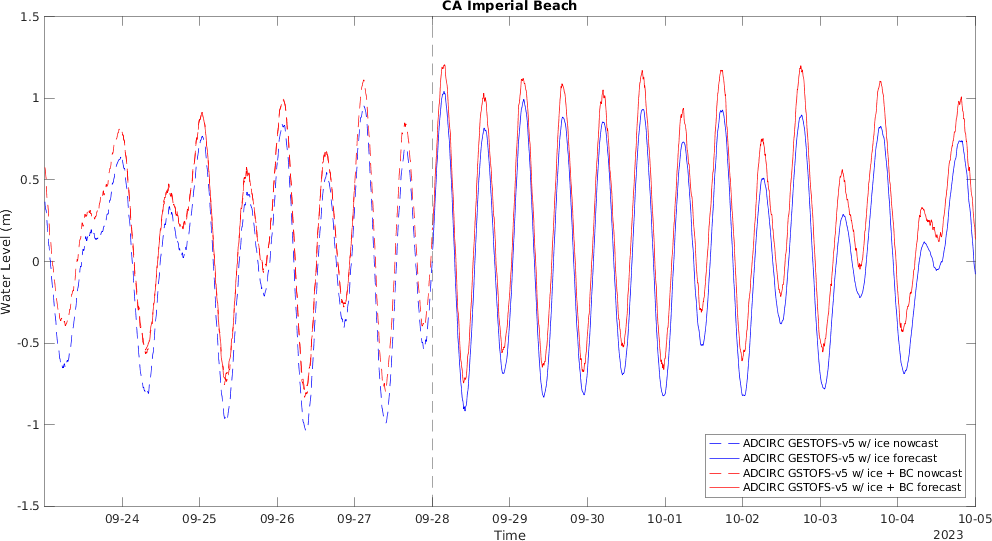 CA Imperial Beach
1.5
1
0.5
0
-0.5
-1
-1.5
Water Level (m)
ADCIRC GESTOFS-v5 w/ ice nowcast
ADCIRC GESTOFS-v5 w/ ice forecast
ADCIRC GSTOFS-v5 w/ ice + BC nowcast
ADCIRC GSTOFS-v5 w/ ice + BC forecast
09-24 09-25 09-26 09-27 09-28 09-29 09-30 10-01 10-02 10-03 10-04 10-05
Time
2023